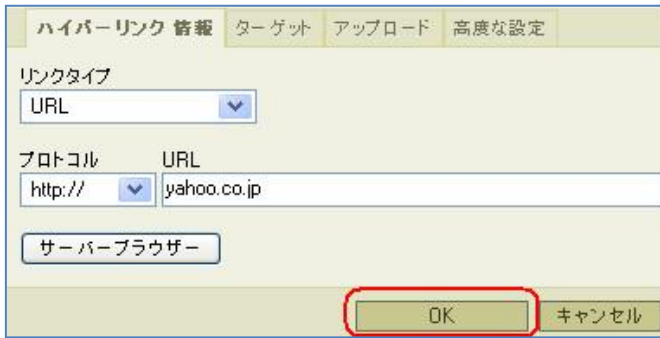 ハイパーリンク 情報 ターゲット アップロード 高度な設定
リンクタイプ
URL
プロトコル URL
http:// yahoo.co.jp
サーバーブラウザー
OK キャンセル